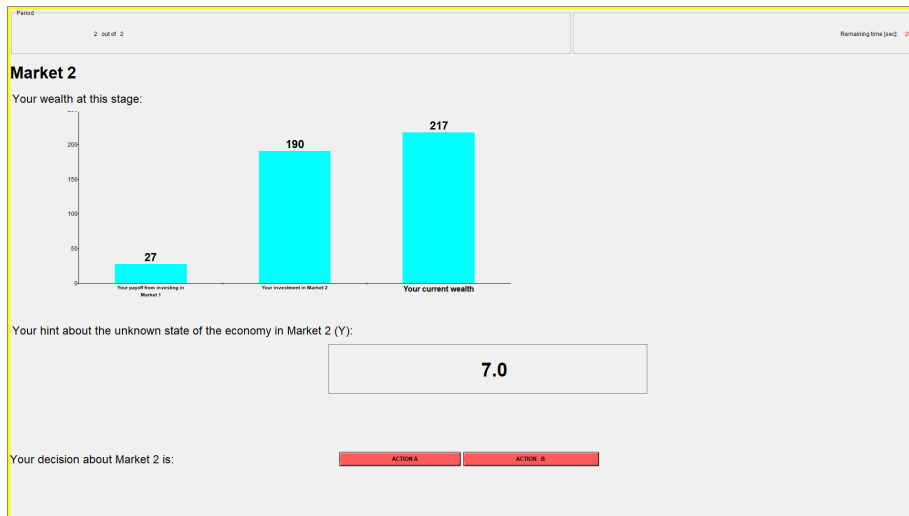 Period
2 out of 2
Remaining time [sec]:
Market 2
Your wealth at this stage:
200
150
100
50
0
27
190
217
Your payoff from investing in
Market 1
Your investment in Market 2
Your current wealth
Your hint about the unknown state of the economy in Market 2 (Y):
7.0
Your decision about Market 2 is:
ACTION A
ACTION B